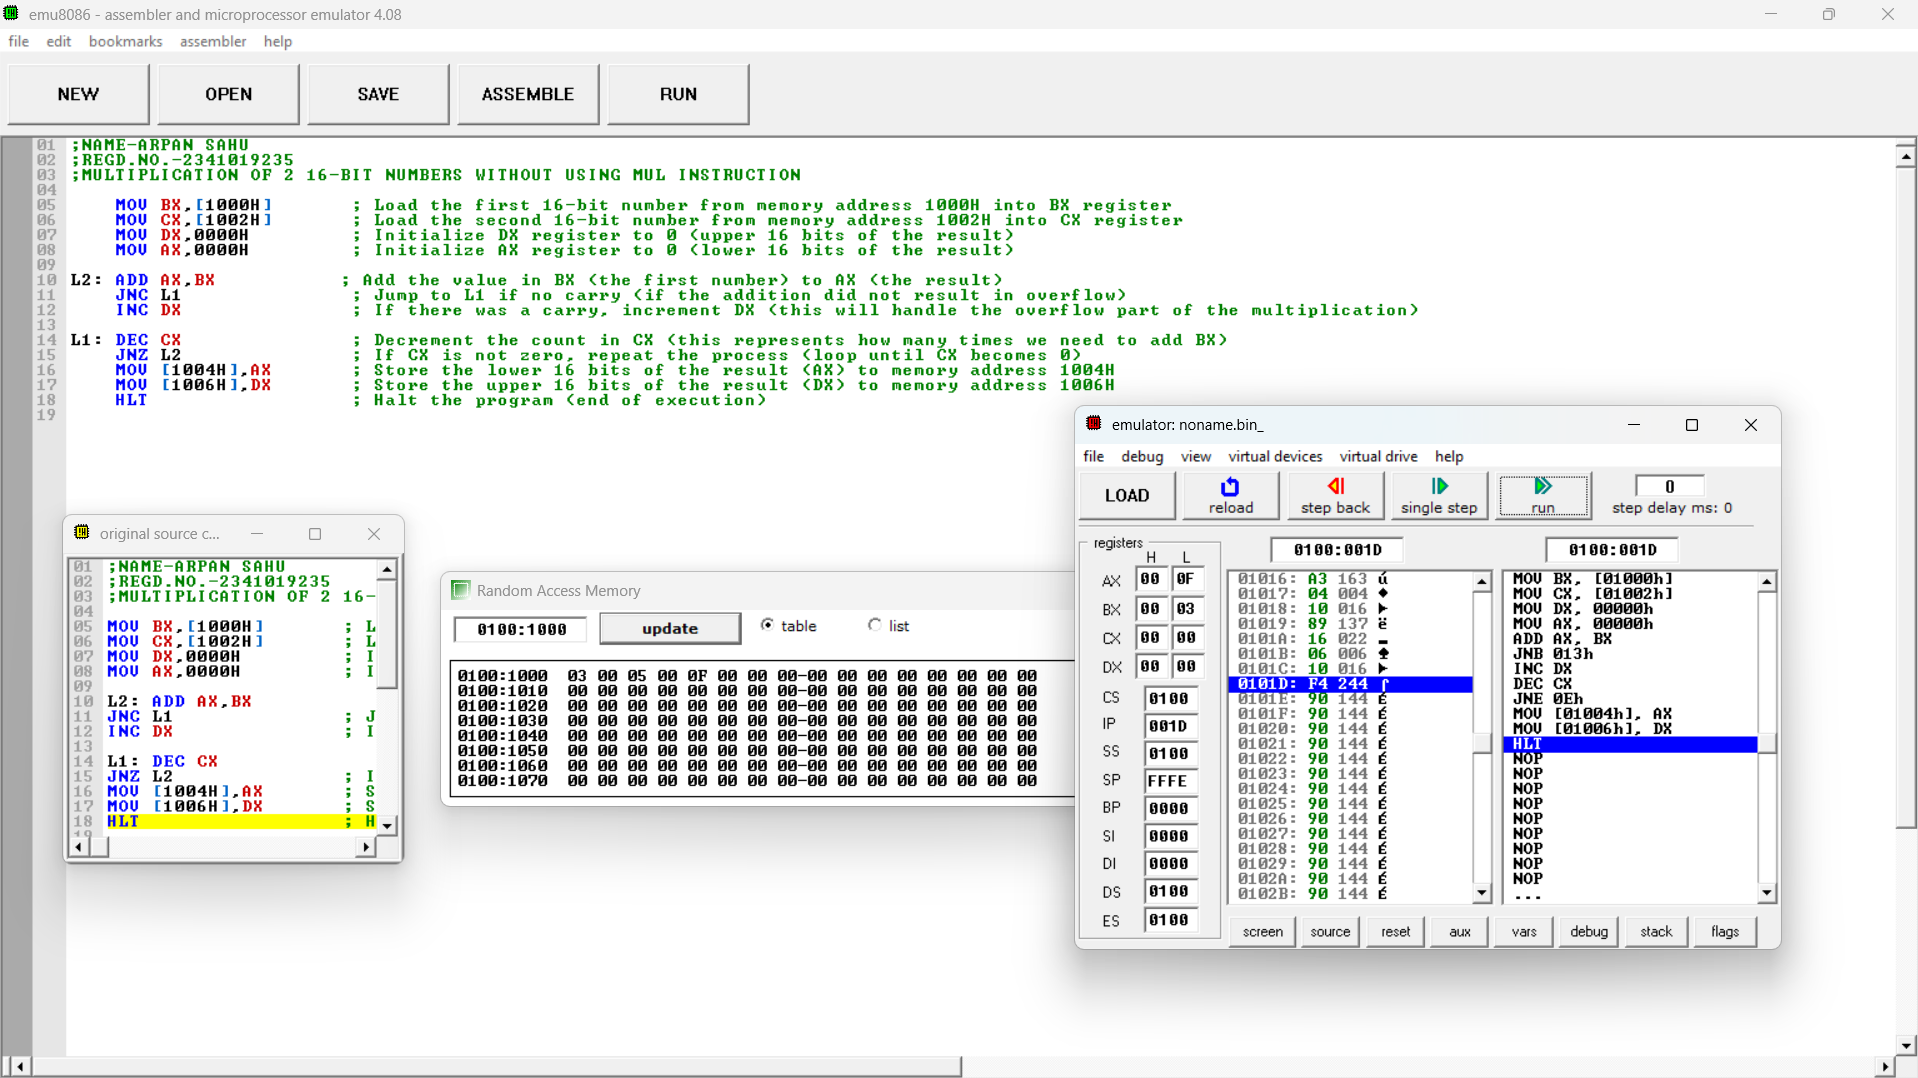 emu8086 - assembler and microprocessor emulator 4.08
file edit bookmarks assembler help
NEW OPEN SAVE ASSEMBLE RUN
01 ;NAME-ARPAN SAHU
02 ;REGD.NO.-2341019235
03 ;MULTIPLICATION OF 2 16-BIT NUMBERS WITHOUT USING MUL INSTRUCTION
04
05 MOV BX,[1000H] ; Load the first 16-bit number from memory address 1000H into BX register
06 MOV CX,[1002H] ; Load the second 16-bit number from memory address 1002H into CX register
07 MOV DX,0000H ; Initialize DX register to 0 (upper 16 bits of the result)
08 MOV AX,0000H ; Initialize AX register to 0 (lower 16 bits of the result)
09
10 L2: ADD AX,BX ; Add the value in BX (the first number) to AX (the result)
11 JNC L1 ; Jump to L1 if no carry (if the addition did not result in overflow)
12 INC DX ; If there was a carry, increment DX (this will handle the overflow part of the multiplication)
13
14 L1: DEC CX ; Decrement the count in CX (this represents how many times we need to add BX)
15 JNZ L2 ; If CX is not zero, repeat the process (loop until CX becomes 0)
16 MOV [1004H],AX ; Store the lower 16 bits of the result (AX) to memory address 1004H
17 MOV [1006H],DX ; Store the upper 16 bits of the result (DX) to memory address 1006H
18 HLT ; Halt the program (end of execution)
19
original source c...
01 ;NAME-ARPAN SAHU
02 ;REGD.NO.-2341019235
03 ;MULTIPLICATION OF 2 16-
04
05 MOV BX,[1000H] ; L
06 MOV CX,[1002H] ; L
07 MOV DX,0000H ; I
08 MOV AX,0000H ; I
09
10 L2: ADD AX,BX
11 JNC L1 ; J
12 INC DX ; I
13
14 L1: DEC CX
15 JNZ L2 ; I
16 MOV [1004H],AX ; S
17 MOV [1006H],DX ; S
18 HLT ; H
19
Random Access Memory
0100:1000 update table list
0100:1000 03 00 05 00 0F 00 00 00-00 00 00 00 00 00 00 00
0100:1010 00 00 00 00 00 00 00 00-00 00 00 00 00 00 00 00
0100:1020 00 00 00 00 00 00 00 00-00 00 00 00 00 00 00 00
0100:1030 00 00 00 00 00 00 00 00-00 00 00 00 00 00 00 00
0100:1040 00 00 00 00 00 00 00 00-00 00 00 00 00 00 00 00
0100:1050 00 00 00 00 00 00 00 00-00 00 00 00 00 00 00 00
0100:1060 00 00 00 00 00 00 00 00-00 00 00 00 00 00 00 00
0100:1070 00 00 00 00 00 00 00 00-00 00 00 00 00 00 00 00
emulator: noname.bin_
file debug view virtual devices virtual drive help
LOAD reload step back single step run 0
step delay ms: 0
registers
H L
AX 00 0F
BX 00 03
CX 00 00
DX 00 00
CS 0100
IP 001D
SS 0100
SP FFFE
BP 0000
SI 0000
DI 0000
DS 0100
ES 0100
0100:001D
01016: A3 163 ú
01017: 04 004 ♦
01018: 10 016 ►
01019: 89 137 ë
0101A: 16 022 ▬
0101B: 06 006 ♠
0101C: 10 016 ►
0101D: F4 244 ⌠
0101E: 90 144 É
0101F: 90 144 É
01020: 90 144 É
01021: 90 144 É
01022: 90 144 É
01023: 90 144 É
01024: 90 144 É
01025: 90 144 É
01026: 90 144 É
01027: 90 144 É
01028: 90 144 É
01029: 90 144 É
0102A: 90 144 É
0102B: 90 144 É
0100:001D
MOV BX, [01000h]
MOV CX, [01002h]
MOV DX, 00000h
MOV AX, 00000h
ADD AX, BX
JNB 013h
INC DX
DEC CX
JNE 0Eh
MOV [01004h], AX
MOV [01006h], DX
HLT
NOP
NOP
NOP
NOP
NOP
NOP
NOP
NOP
NOP
...
screen source reset aux vars debug stack flags